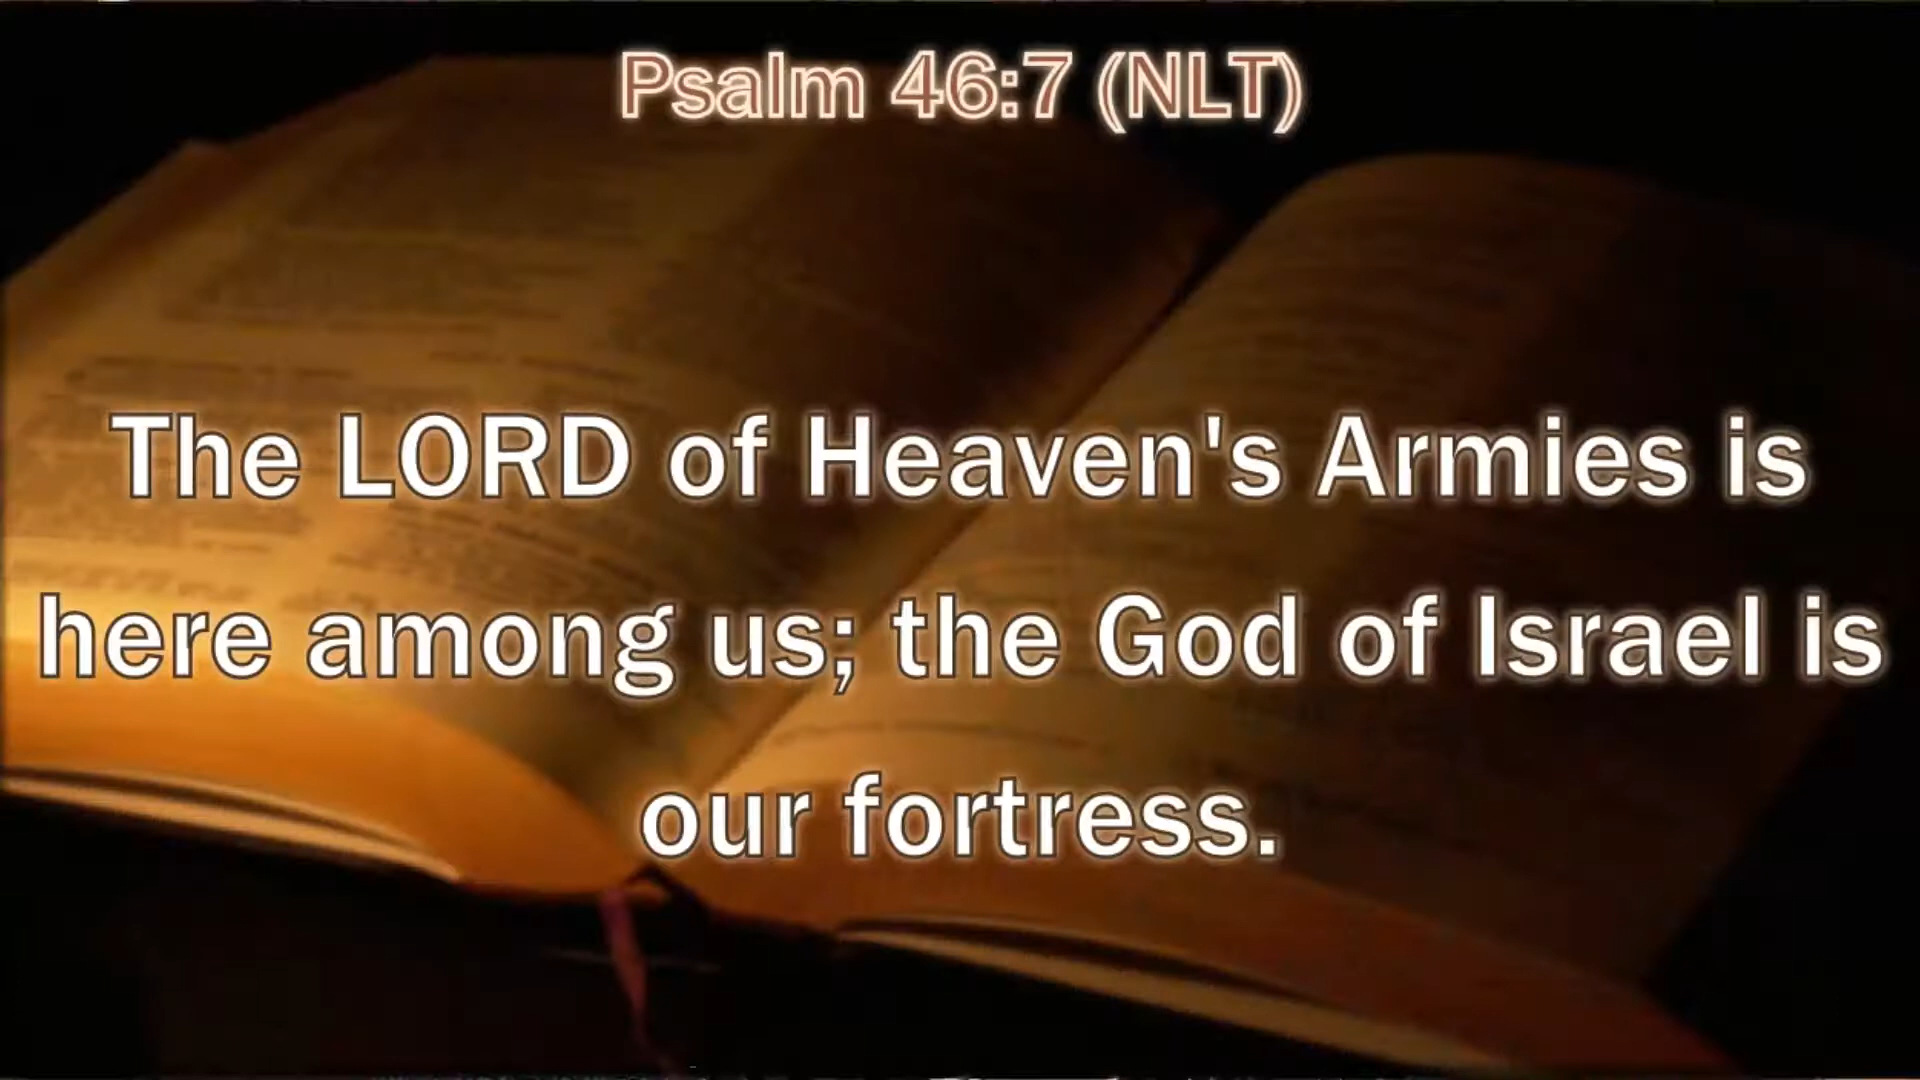 Psalm 46:7 (NLT)
The LORD of Heaven's Armies is
here among us; the God of Israel is
our fortress.